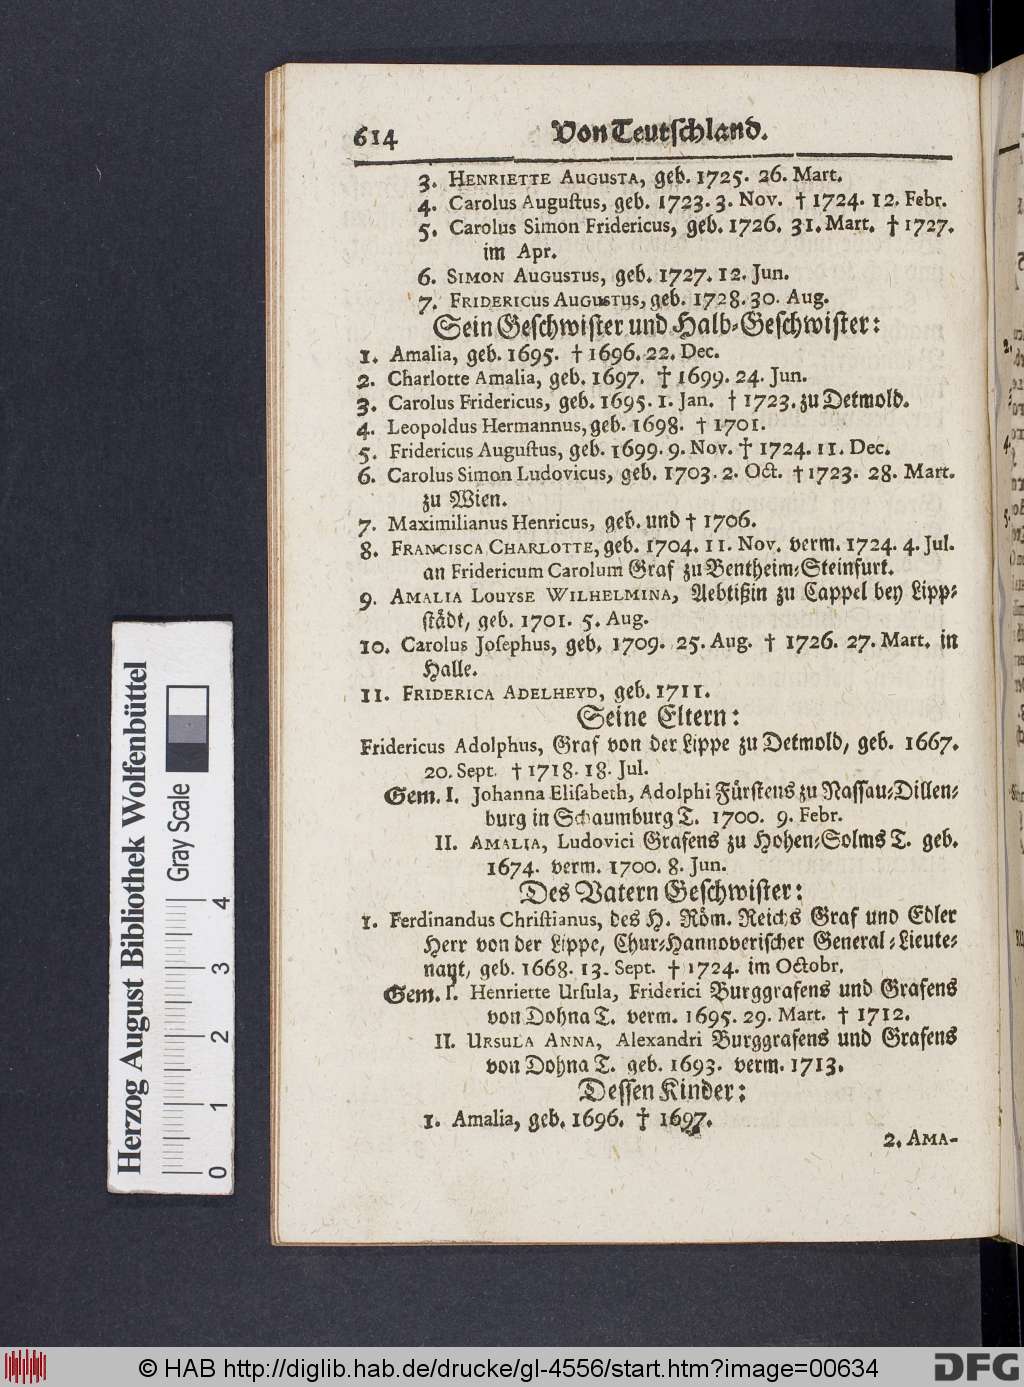 614 Von Teutschland.
3. HENRIETTE AUGUSTA, geb. 1725. 26. Mart.
4. Carolus Augustus, geb. 1723. 3. Nov. † 1724. 12. Febr.
5. Carolus Simon Fridericus, geb. 1726. 31. Mart. † 1727.
im Apr.
6. SIMON AUGUSTUS, geb. 1727. 12. Jun.
7. FRIDERICUS AUGUSTUS, geb. 1728. 30. Aug.
Sein Geschwister und Halb-Geschwister:
1. Amalia, geb. 1695. † 1696. 22. Dec.
2. Charlotte Amalia, geb. 1697. † 1699. 24. Jun.
3. Carolus Fridericus, geb. 1695. 1. Jan. † 1723. zu Detmold.
4. Leopoldus Hermannus, geb. 1698. † 1701.
5. Fridericus Augustus, geb. 1699. 9. Nov. † 1724. 11. Dec.
6. Carolus Simon Ludovicus, geb. 1703. 2. Oct. † 1723. 28. Mart.
zu Wien.
7. Maximilianus Henricus, geb. und † 1706.
8. FRANCISCA CHARLOTTE, geb. 1704. 11. Nov. verm. 1724. 4. Jul.
an Fridericum Carolum Graf zu Bentheim-Steinfurt.
9. AMALIA LOUYSE WILHELMINA, Aebtißin zu Cappel bey Lipp-
städt, geb. 1701. 5. Aug.
10. Carolus Josephus, geb. 1709. 25. Aug. † 1726. 27. Mart. in
Halle.
11. FRIDERICA ADELHEYD, geb. 1711.
Seine Eltern:
Fridericus Adolphus, Graf von der Lippe zu Detmold, geb. 1667.
20. Sept. † 1718. 18. Jul.
Gem. I. Johanna Elisabeth, Adolphi Fürstens zu Nassau-Dillen-
burg in Schaumburg T. 1700. 9. Febr.
II. AMALIA, Ludovici Grafens zu Hohen-Solms T. geb.
1674. verm. 1700. 8. Jun.
Des Vatern Geschwister:
1. Ferdinandus Christianus, des H. Röm. Reichs Graf und Edler
Herr von der Lippe, Chur-Hannoverischer General-Lieute-
nant, geb. 1668. 13. Sept. † 1724. im Octobr.
Gem. I. Henriette Ursula, Friderici Burggrafens und Grafens
von Dohna T. verm. 1695. 29. Mart. † 1712.
II. URSULA ANNA, Alexandri Burggrafens und Grafens
von Dohna T. geb. 1693. verm. 1713.
Dessen Kinder:
1. Amalia, geb. 1696. † 1697.
2. AMA-
Herzog August Bibliothek Wolfenbüttel
Gray Scale
0 1 2 3 4
© HAB http://diglib.hab.de/drucke/gl-4556/start.htm?image=00634
DFG